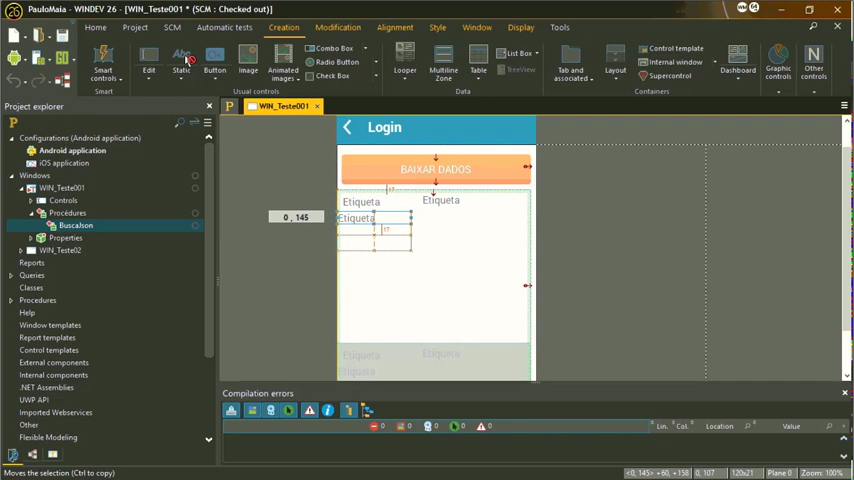 26 PauloMaia - WINDEV 26 - [WIN_Teste001 * (SCM : Checked out)]
64
Home Project SCM Automatic tests Creation Modification Alignment Style Window Display Tools
Smart controls Edit Abc Static Button Image Animated images Combo Box Radio Button Check Box Looper Multiline Zone Table List Box TreeView Tab and associated Layout Control template Internal window Supercontrol Dashboard Graphic controls Other controls
GO
Smart Usual controls Data Containers
Project explorer
P WIN_Teste001
P
Configurations (Android application)
Android application
iOS application
Windows
WIN_Teste001
Controls
Procédures
BuscaJson
Properties
WIN_Teste02
Reports
Queries
Classes
Procedures
Help
Window templates
Report templates
Control templates
External components
Internal components
.NET Assemblies
UWP API
Imported Webservices
Other
Flexible Modeling
Login
BAIXAR DADOS
17
Etiqueta Etiqueta
0 , 145 Etiqueta
17
Etiqueta Etiqueta
Etiqueta
Compilation errors
0 0 0 0 0 Lin. Col. Location Value
Moves the selection (Ctrl to copy) <0, 145> +60, +158 0, 107 120x21 Plane 0 Zoom: 100%